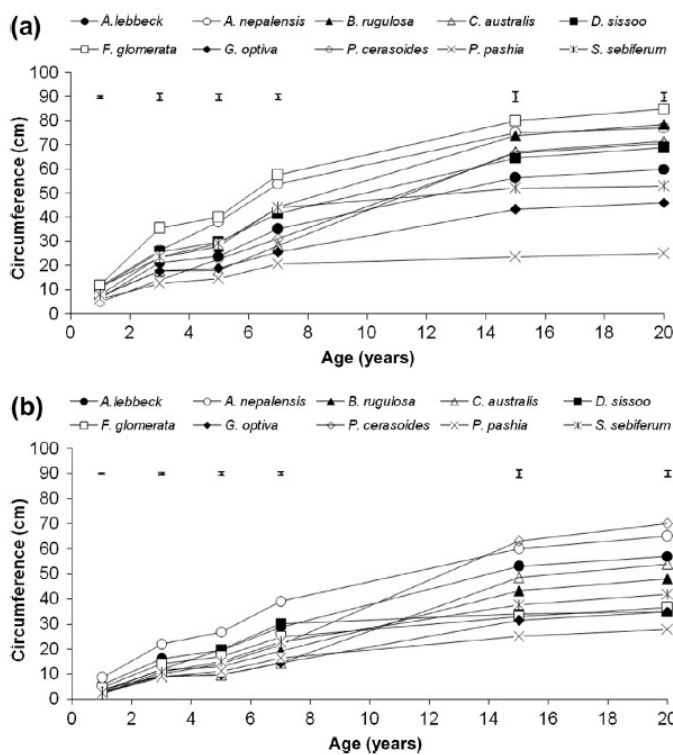 (a)
A.lebbeck A. nepalensis B. rugulosa C. australis D. sissoo
F. glomerata G. optiva P. cerasoides P. pashia S. sebiferum
100
90
80
70
60
50
40
30
20
10
0
Circumference (cm)
0 2 4 6 8 10 12 14 16 18 20
Age (years)
(b)
A.lebbeck A. nepalensis B. rugulosa C. australis D. sissoo
F. glomerata G. optiva P. cerasoides P. pashia S. sebiferum
100
90
80
70
60
50
40
30
20
10
0
Circumference (cm)
0 2 4 6 8 10 12 14 16 18 20
Age (years)